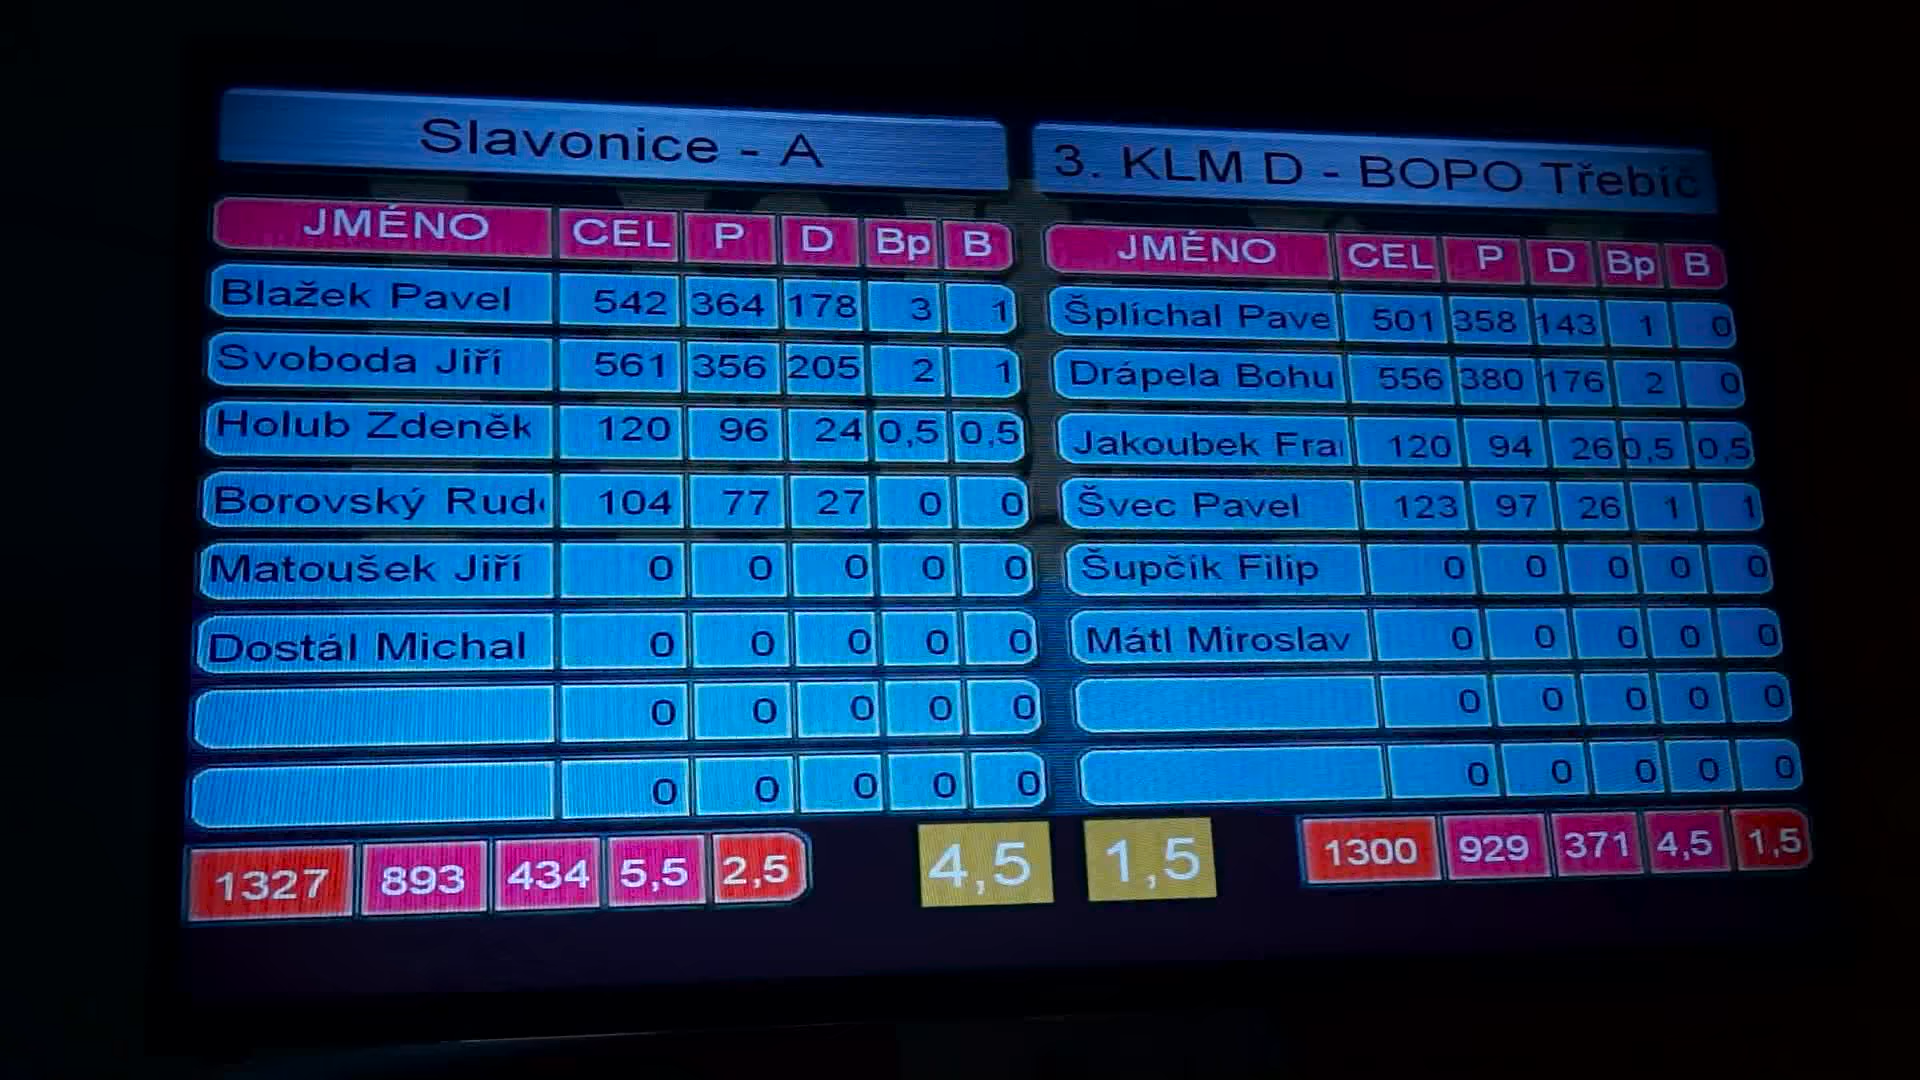 Slavonice - A
JMÉNO CEL P D Bp B
Blažek Pavel 542 364 178 3 1
Svoboda Jiří 561 356 205 2 1
Holub Zdeněk 120 96 24 0,5 0,5
Borovský Rud 104 77 27 0 0
Matoušek Jiří 0 0 0 0 0
Dostál Michal 0 0 0 0 0
0 0 0 0 0
0 0 0 0 0
1327 893 434 5,5 2,5
4,5 1,5
3. KLM D - BOPO Třebíč
JMÉNO CEL P D Bp B
Šplíchal Pave 501 358 143 1 0
Drápela Bohu 556 380 176 2 0
Jakoubek Fra 120 94 26 0,5 0,5
Švec Pavel 123 97 26 1 1
Šupčík Filip 0 0 0 0 0
Mátl Miroslav 0 0 0 0 0
0 0 0 0 0
0 0 0 0 0
1300 929 371 4,5 1,5